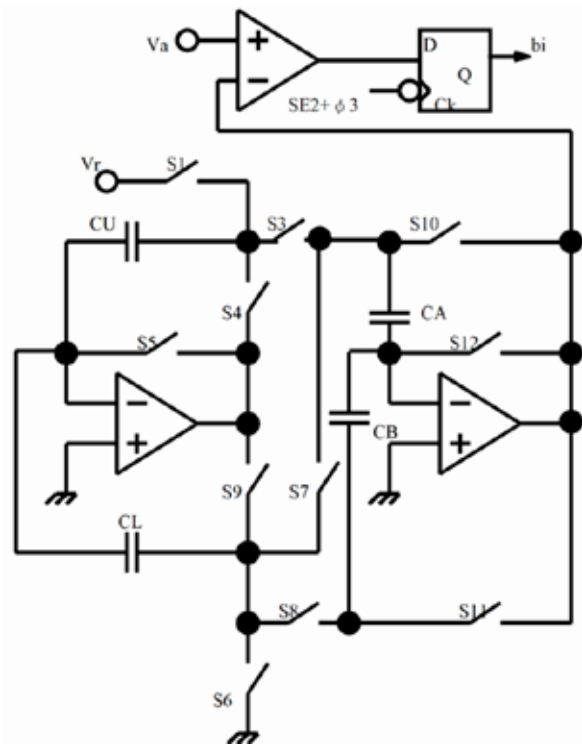 Va
+
−
D
Q
bi
SE2+ ϕ 3
Ck
Vr
S1
CU
S3
S10
S4
CA
S5
S12
−
+
CB
−
+
S9
S7
CL
S8
S11
S6